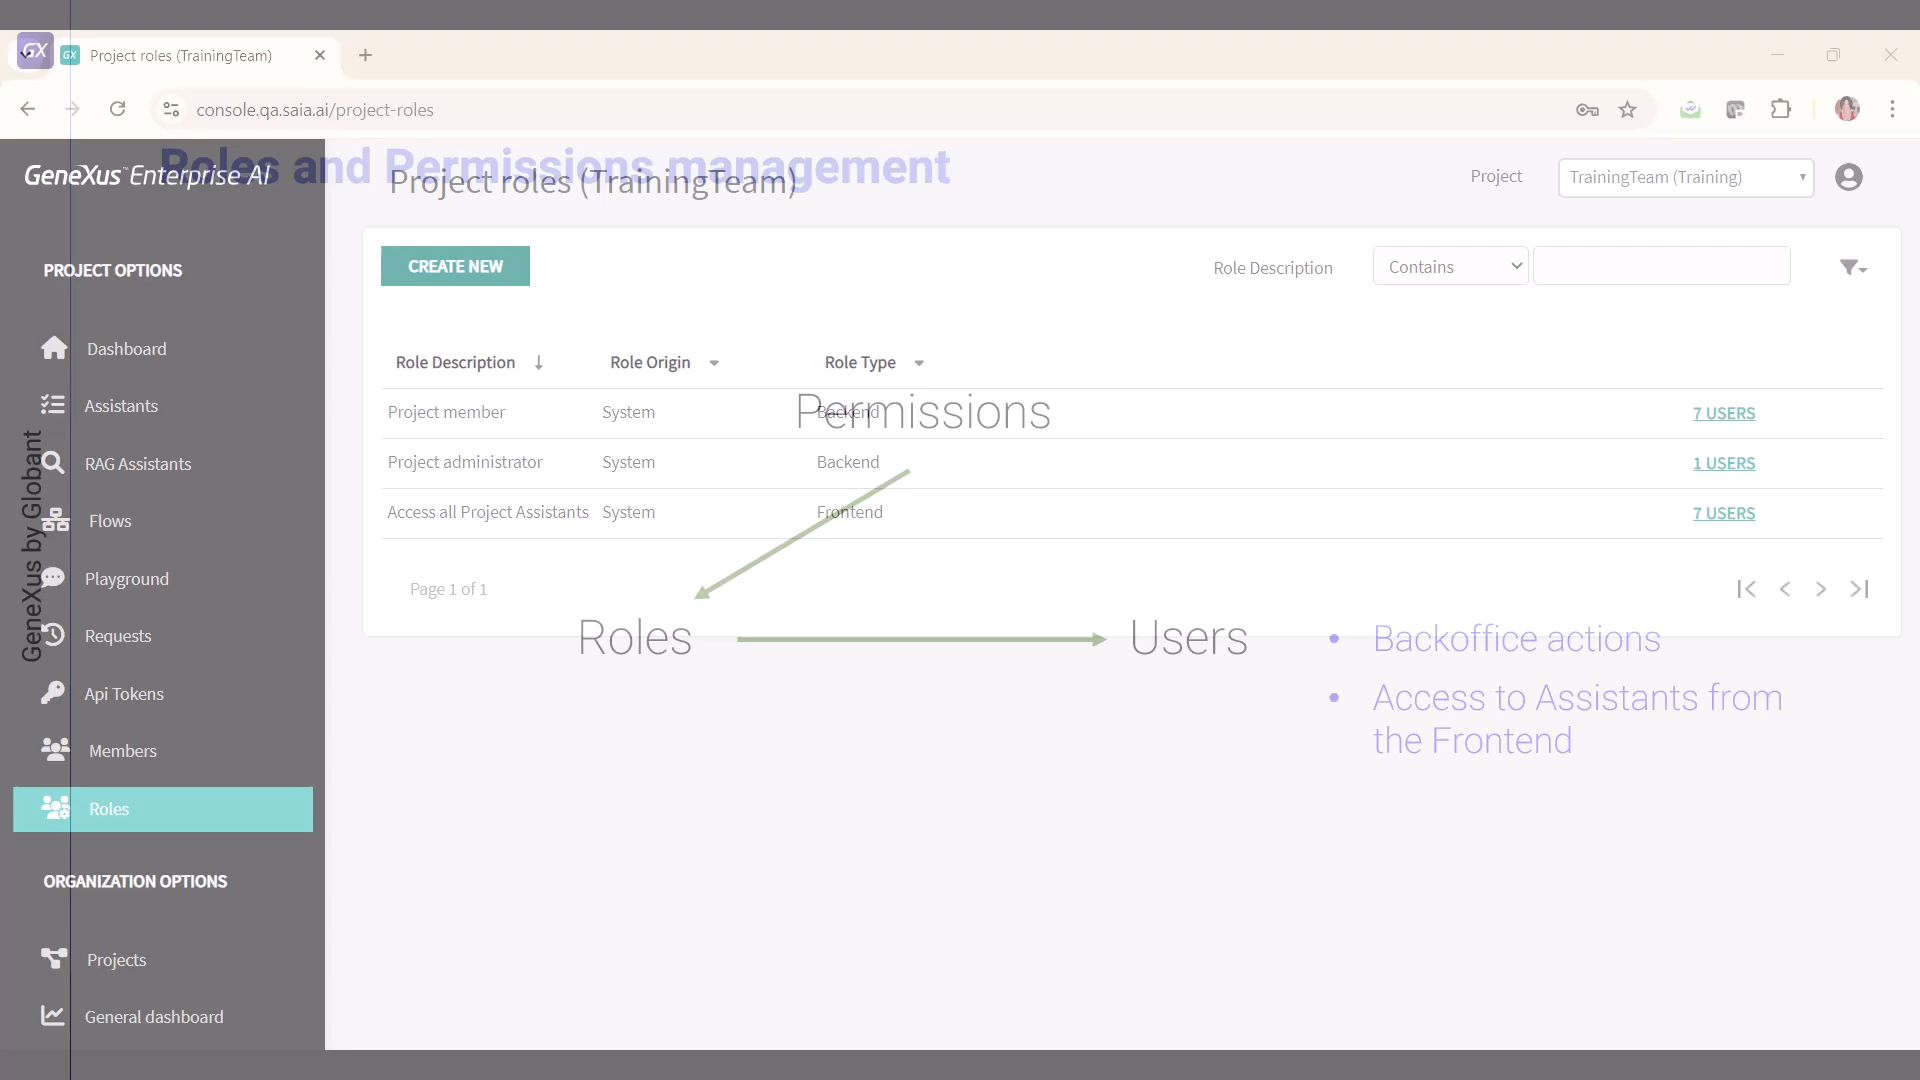 GX
GX Project roles (TrainingTeam)
console.qa.saia.ai/project-roles
GeneXus™ Enterprise AI
Roles and Permissions management
Project roles (TrainingTeam)
Project
TrainingTeam (Training)
PROJECT OPTIONS
CREATE NEW
Role Description
Contains
Dashboard
Role Description
Role Origin
Role Type
Assistants
Project member
System
Backend
7 USERS
Permissions
RAG Assistants
Project administrator
System
Backend
1 USERS
Flows
Access all Project Assistants
System
Frontend
7 USERS
GeneXus by Globant
Playground
Page 1 of 1
Requests
Roles
Users
Backoffice actions
Api Tokens
Access to Assistants from
the Frontend
Members
Roles
ORGANIZATION OPTIONS
Projects
General dashboard